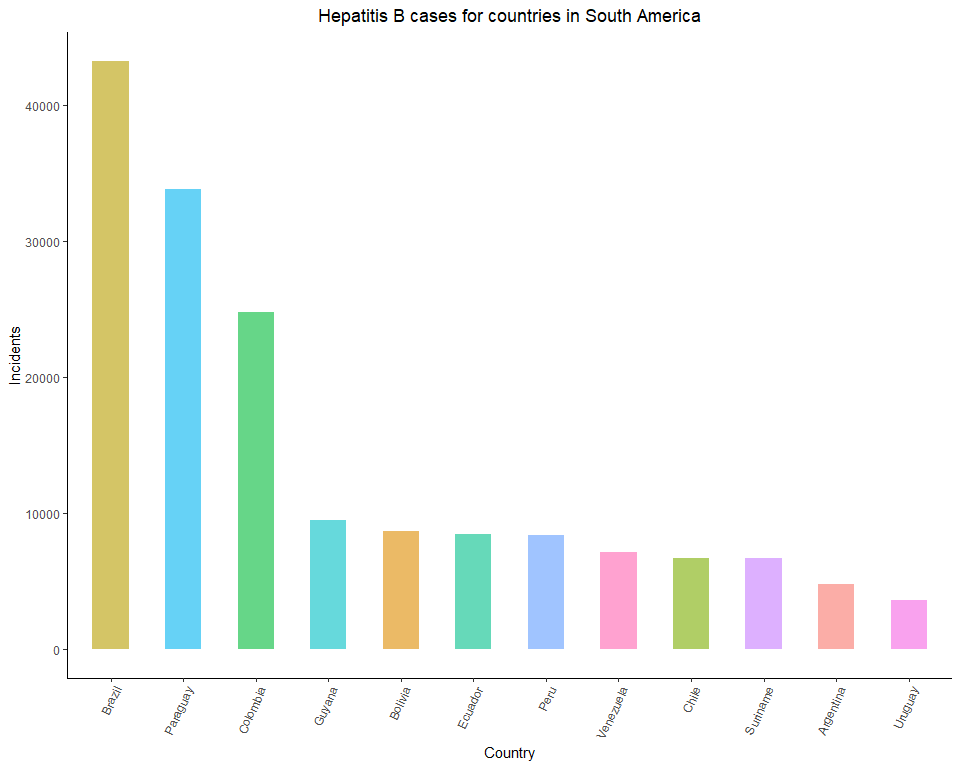 Hepatitis B cases for countries in South America
Incidents
40000
30000
20000
10000
0
Brazil
Paraguay
Colombia
Guyana
Bolivia
Ecuador
Peru
Venezuela
Chile
Suriname
Argentina
Uruguay
Country